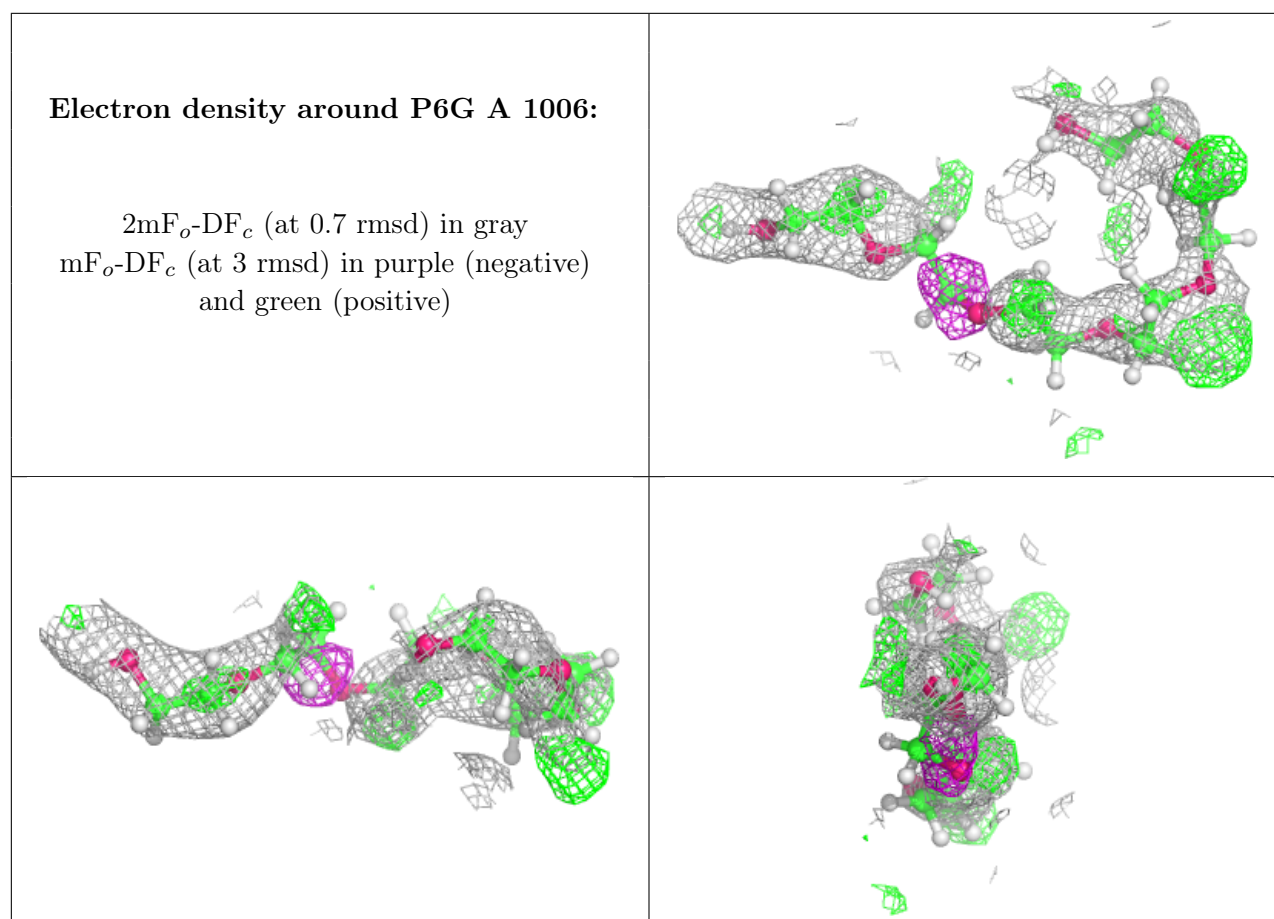 Electron density around P6G A 1006:
2mFo-DFc (at 0.7 rmsd) in gray
mFo-DFc (at 3 rmsd) in purple (negative)
and green (positive)